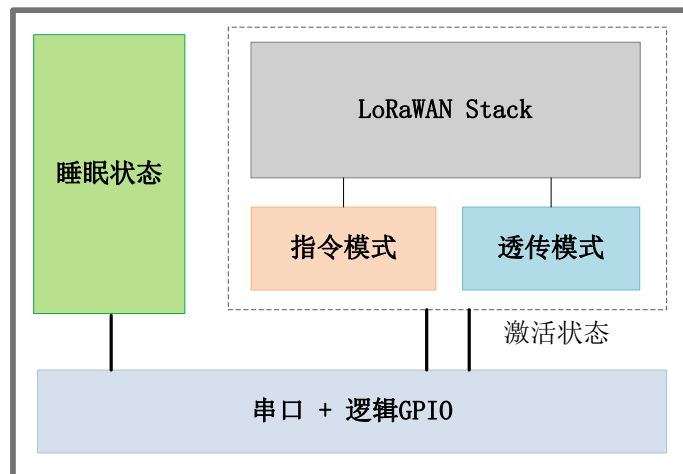 LoRaWAN Stack
睡眠状态
指令模式
透传模式
激活状态
串口 + 逻辑GPIO